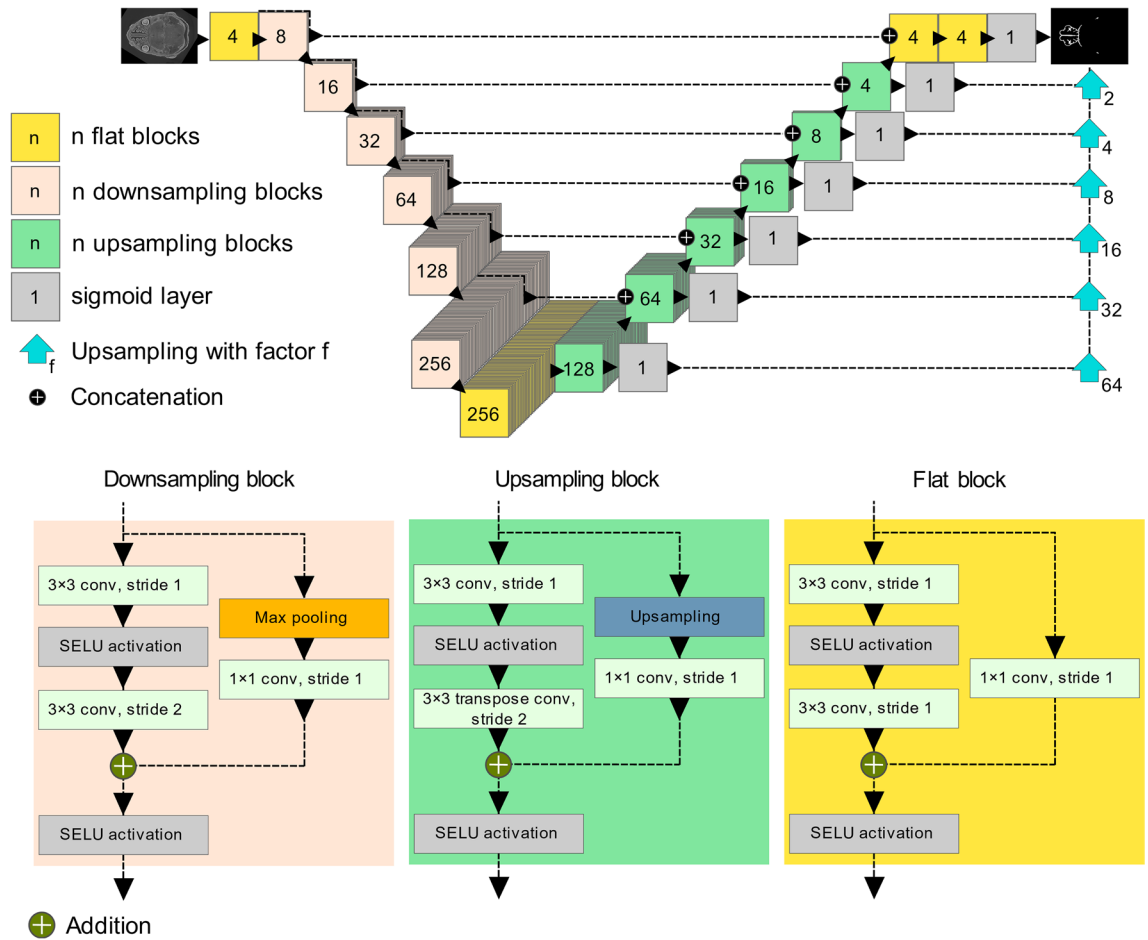 4 8 4 4 1
16 4 1 2
32 8 1 4
n n flat blocks
64 16 1 8
n n downsampling blocks
128 32 1 16
n n upsampling blocks
256 64 1 32
1 sigmoid layer
256 128 1 64
f Upsampling with factor f
Concatenation
Downsampling block
3×3 conv, stride 1
SELU activation
3×3 conv, stride 2
Max pooling
1×1 conv, stride 1
SELU activation
Upsampling block
3×3 conv, stride 1
SELU activation
3×3 transpose conv,
stride 2
Upsampling
1×1 conv, stride 1
SELU activation
Flat block
3×3 conv, stride 1
SELU activation
3×3 conv, stride 1
1×1 conv, stride 1
SELU activation
Addition